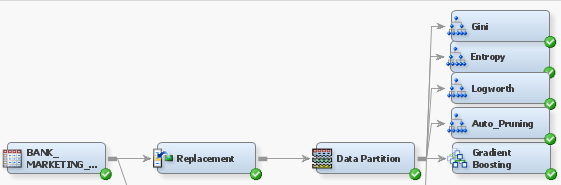 Gini
Entropy
Logworth
Auto_Pruning
BANK_
MARKETING_...
Replacement
Data Partition
Gradient
Boosting